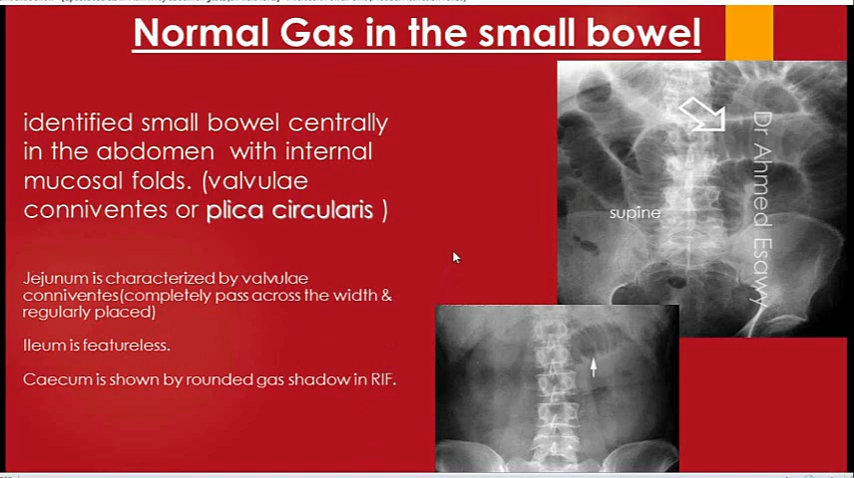 Normal Gas in the small bowel
identified small bowel centrally
in the abdomen with internal
mucosal folds. (valvulae
conniventes or plica circularis )
Jejunum is characterized by valvulae
conniventes(completely pass across the width &
regularly placed)
Ileum is featureless.
Caecum is shown by rounded gas shadow in RIF.
supine
Dr Ahmed Esawy